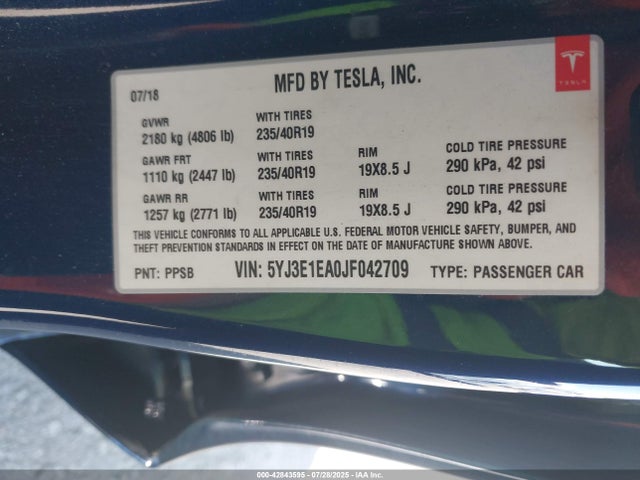 MFD BY TESLA, INC.
TESLA
07/18
GVWR WITH TIRES
2180 kg (4806 lb) 235/40R19
GAWR FRT WITH TIRES RIM COLD TIRE PRESSURE
1110 kg (2447 lb) 235/40R19 19X8.5 J 290 kPa, 42 psi
GAWR RR WITH TIRES RIM COLD TIRE PRESSURE
1257 kg (2771 lb) 235/40R19 19X8.5 J 290 kPa, 42 psi
THIS VEHICLE CONFORMS TO ALL APPLICABLE U.S. FEDERAL MOTOR VEHICLE SAFETY, BUMPER, AND
THEFT PREVENTION STANDARDS IN EFFECT ON THE DATE OF MANUFACTURE SHOWN ABOVE.
PNT: PPSB VIN: 5YJ3E1EA0JF042709 TYPE: PASSENGER CAR
000-42843595 - 07/28/2025 - IAAI.COM